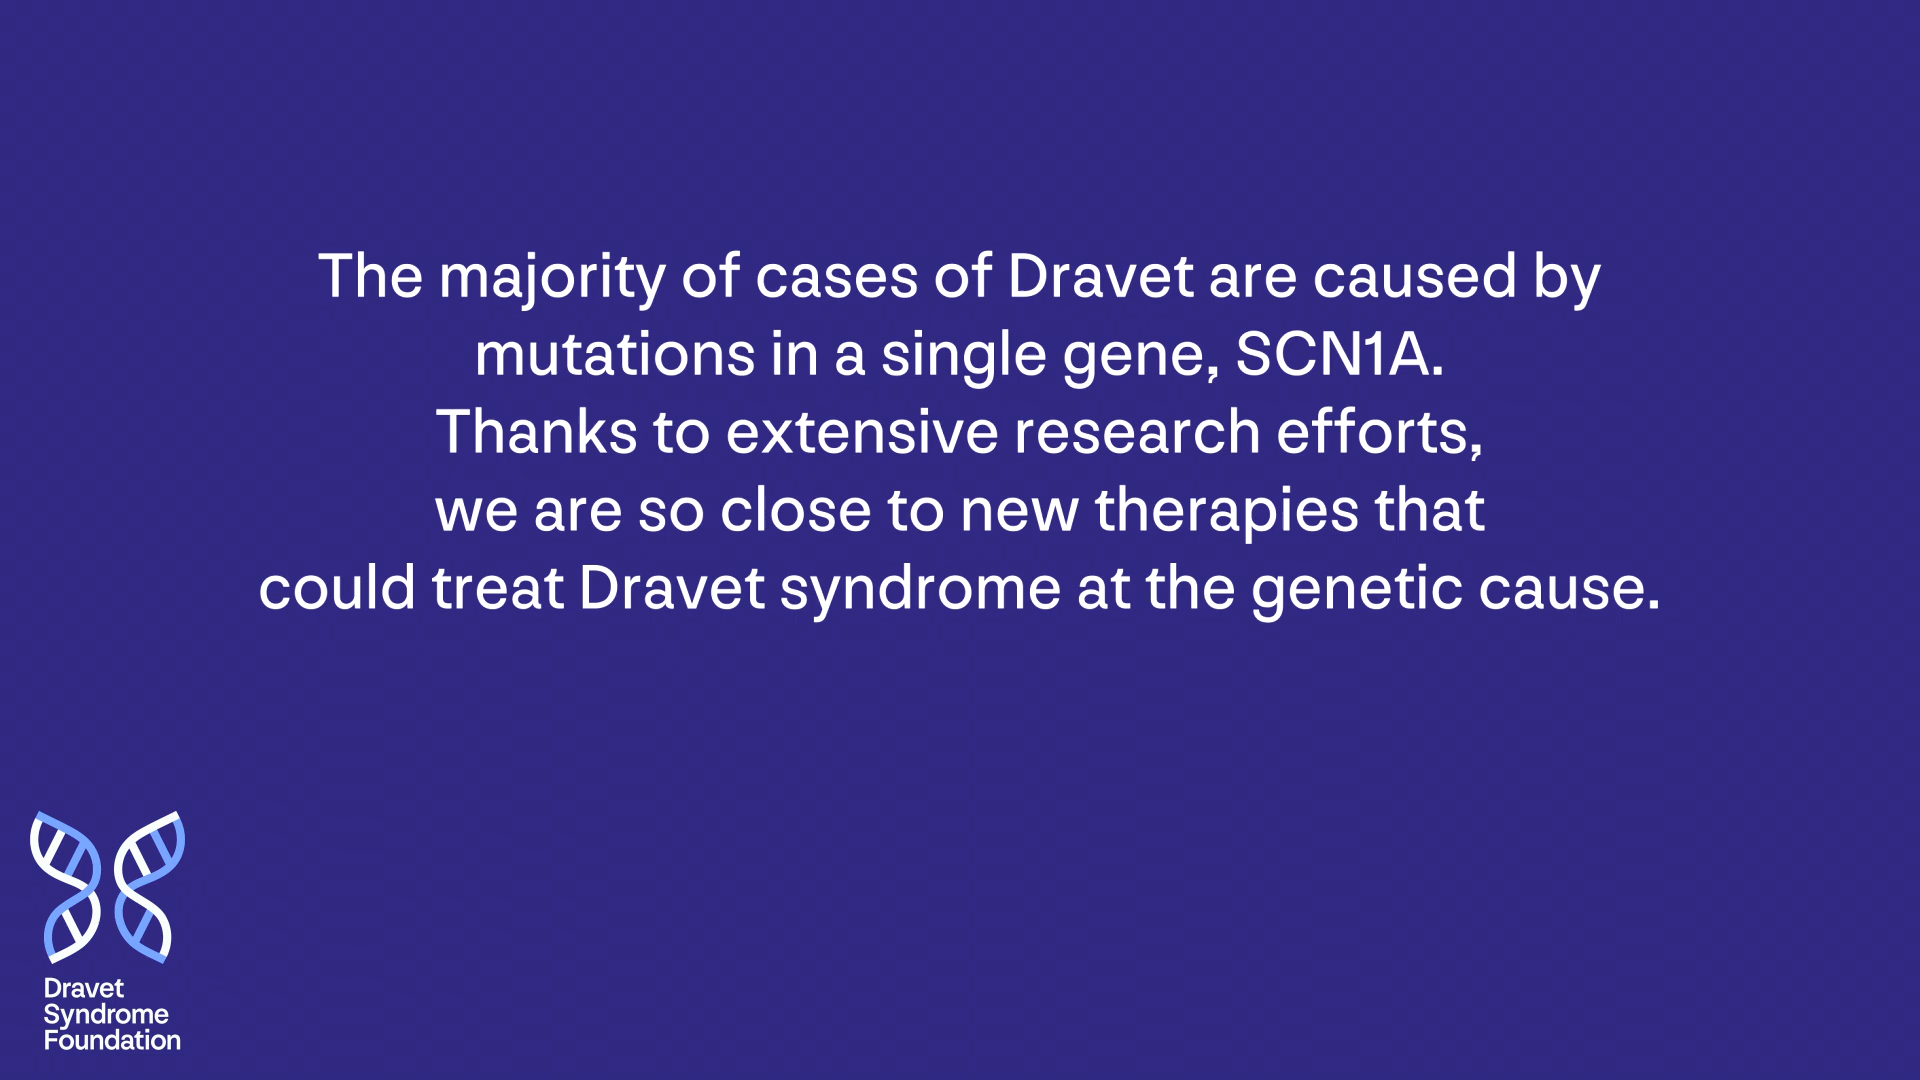 The majority of cases of Dravet are caused by
mutations in a single gene, SCN1A.
Thanks to extensive research efforts,
we are so close to new therapies that
could treat Dravet syndrome at the genetic cause.
Dravet
Syndrome
Foundation